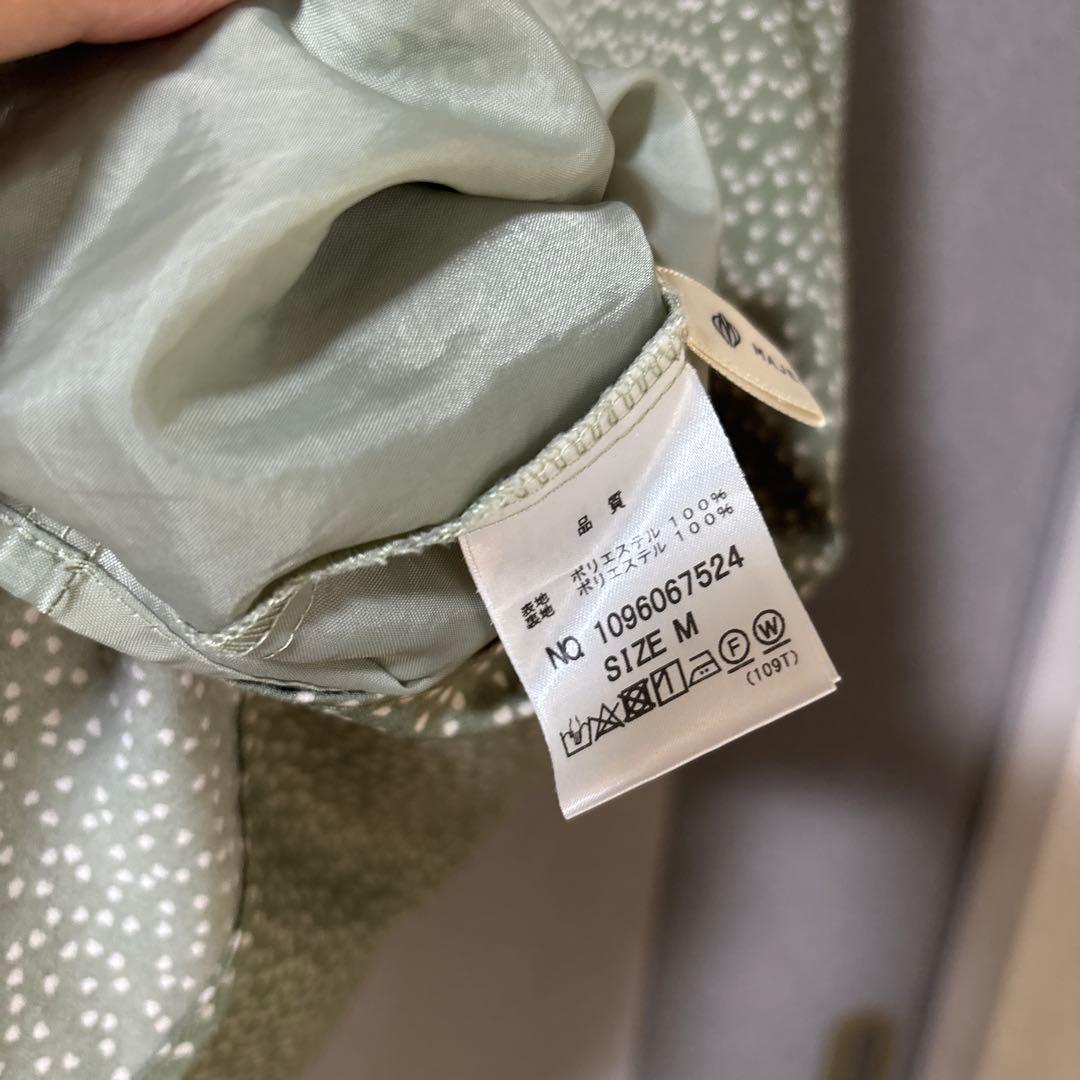 品質
表地 ポリエステル 100%
裏地 ポリエステル 100%
NO. 1096067524
SIZE M
F W
(109T)